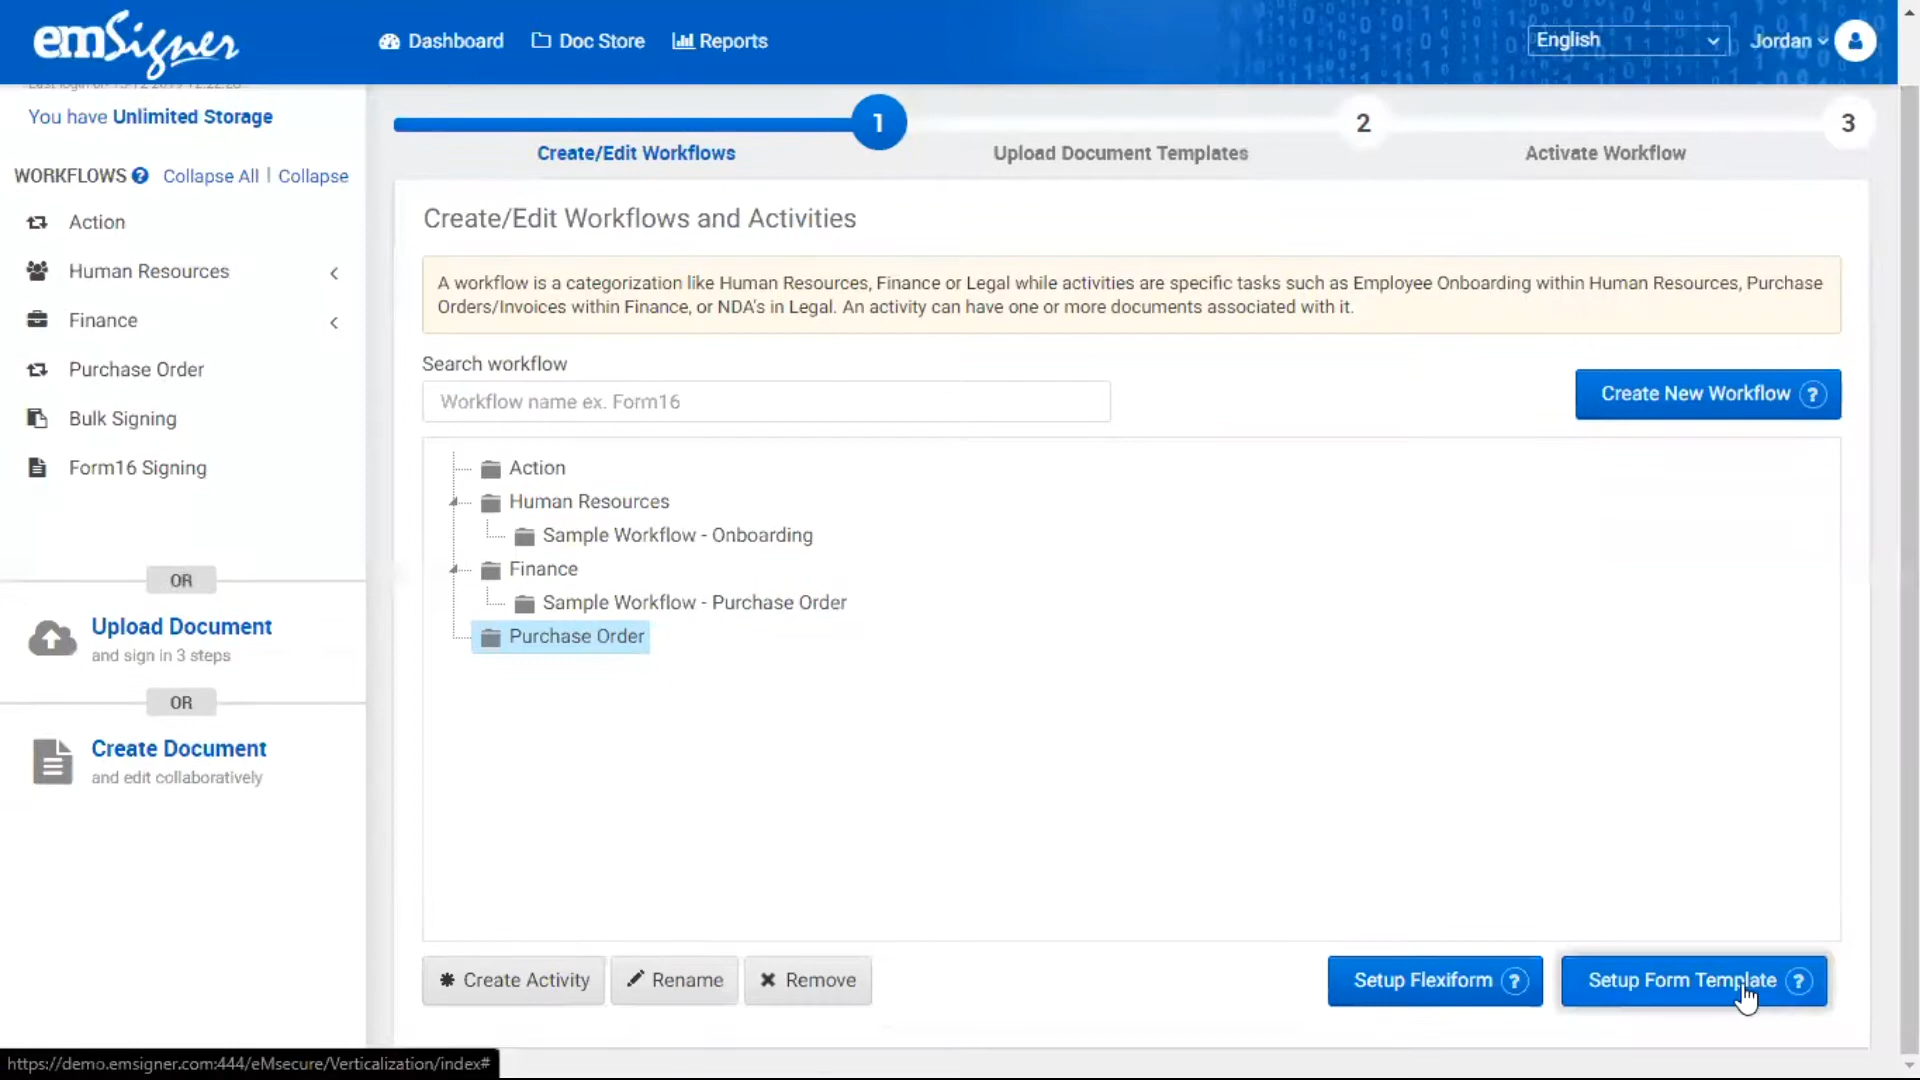 emSigner
Dashboard
Doc Store
Reports
English
Jordan
You have Unlimited Storage
WORKFLOWS ? Collapse All | Collapse
Action
Human Resources
Finance
Purchase Order
Bulk Signing
Form16 Signing
OR
Upload Document
and sign in 3 steps
OR
Create Document
and edit collaboratively
1
2
3
Create/Edit Workflows
Upload Document Templates
Activate Workflow
Create/Edit Workflows and Activities
A workflow is a categorization like Human Resources, Finance or Legal while activities are specific tasks such as Employee Onboarding within Human Resources, Purchase
Orders/Invoices within Finance, or NDA's in Legal. An activity can have one or more documents associated with it.
Search workflow
Workflow name ex. Form16
Create New Workflow ?
Action
Human Resources
Sample Workflow - Onboarding
Finance
Sample Workflow - Purchase Order
Purchase Order
Create Activity
Rename
Remove
Setup Flexiform ?
Setup Form Template ?
https://demo.emsigner.com:444/eMsecure/Verticalization/index#